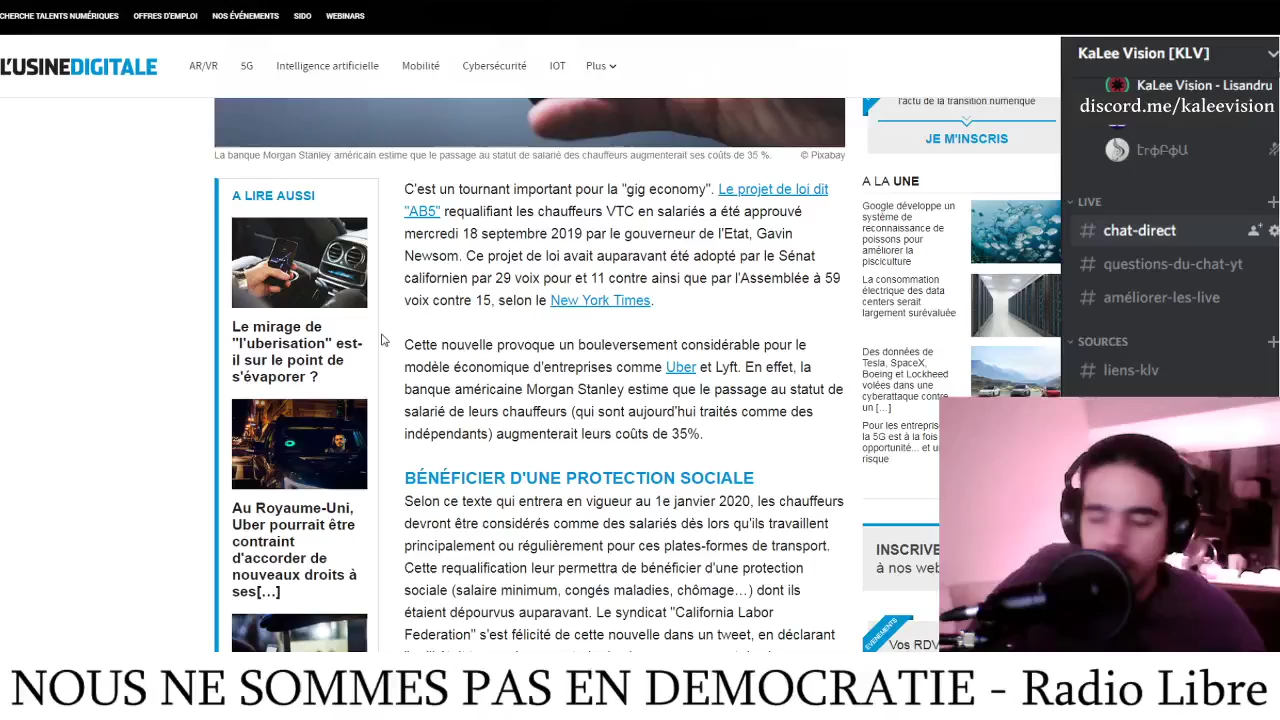 CHERCHE TALENTS NUMÉRIQUES OFFRES D'EMPLOI NOS ÉVÉNEMENTS SIDO WEBINARS
L'USINEDIGITALE AR/VR 5G Intelligence artificielle Mobilité Cybersécurité IOT Plus
La banque Morgan Stanley américain estime que le passage au statut de salarié des chauffeurs augmenterait ses coûts de 35 %. © Pixabay
A LIRE AUSSI
Le mirage de
"l'uberisation" est-
il sur le point de
s'évaporer ?
Au Royaume-Uni,
Uber pourrait être
contraint
d'accorder de
nouveaux droits à
ses[...]
C'est un tournant important pour la "gig economy". Le projet de loi dit
"AB5" requalifiant les chauffeurs VTC en salariés a été approuvé
mercredi 18 septembre 2019 par le gouverneur de l'Etat, Gavin
Newsom. Ce projet de loi avait auparavant été adopté par le Sénat
californien par 29 voix pour et 11 contre ainsi que par l'Assemblée à 59
voix contre 15, selon le New York Times.
Cette nouvelle provoque un bouleversement considérable pour le
modèle économique d'entreprises comme Uber et Lyft. En effet, la
banque américaine Morgan Stanley estime que le passage au statut de
salarié de leurs chauffeurs (qui sont aujourd'hui traités comme des
indépendants) augmenterait leurs coûts de 35%.
BÉNÉFICIER D'UNE PROTECTION SOCIALE
Selon ce texte qui entrera en vigueur au 1e janvier 2020, les chauffeurs
devront être considérés comme des salariés dès lors qu'ils travaillent
principalement ou régulièrement pour ces plates-formes de transport.
Cette requalification leur permettra de bénéficier d'une protection
sociale (salaire minimum, congés maladies, chômage…) dont ils
étaient dépourvus auparavant. Le syndicat "California Labor
Federation" s'est félicité de cette nouvelle dans un tweet, en déclarant
l'actu de la transition numérique
JE M'INSCRIS
A LA UNE
Google développe un
système de
reconnaissance de
poissons pour
améliorer la
pisciculture
La consommation
électrique des data
centers serait
largement surévaluée
Des données de
Tesla, SpaceX,
Boeing et Lockheed
volées dans une
cyberattaque contre
un [...]
Pour les entrepris
la 5G est à la fois
opportunité... et u
risque
INSCRIVE
à nos web
EVENEMENTS
Vos RDV
KaLee Vision [KLV]
KaLee Vision - Lisandru
discord.me/kaleevision
LIVE
# chat-direct
# questions-du-chat-yt
# améliorer-les-live
SOURCES
# liens-klv
NOUS NE SOMMES PAS EN DEMOCRATIE - Radio Libre